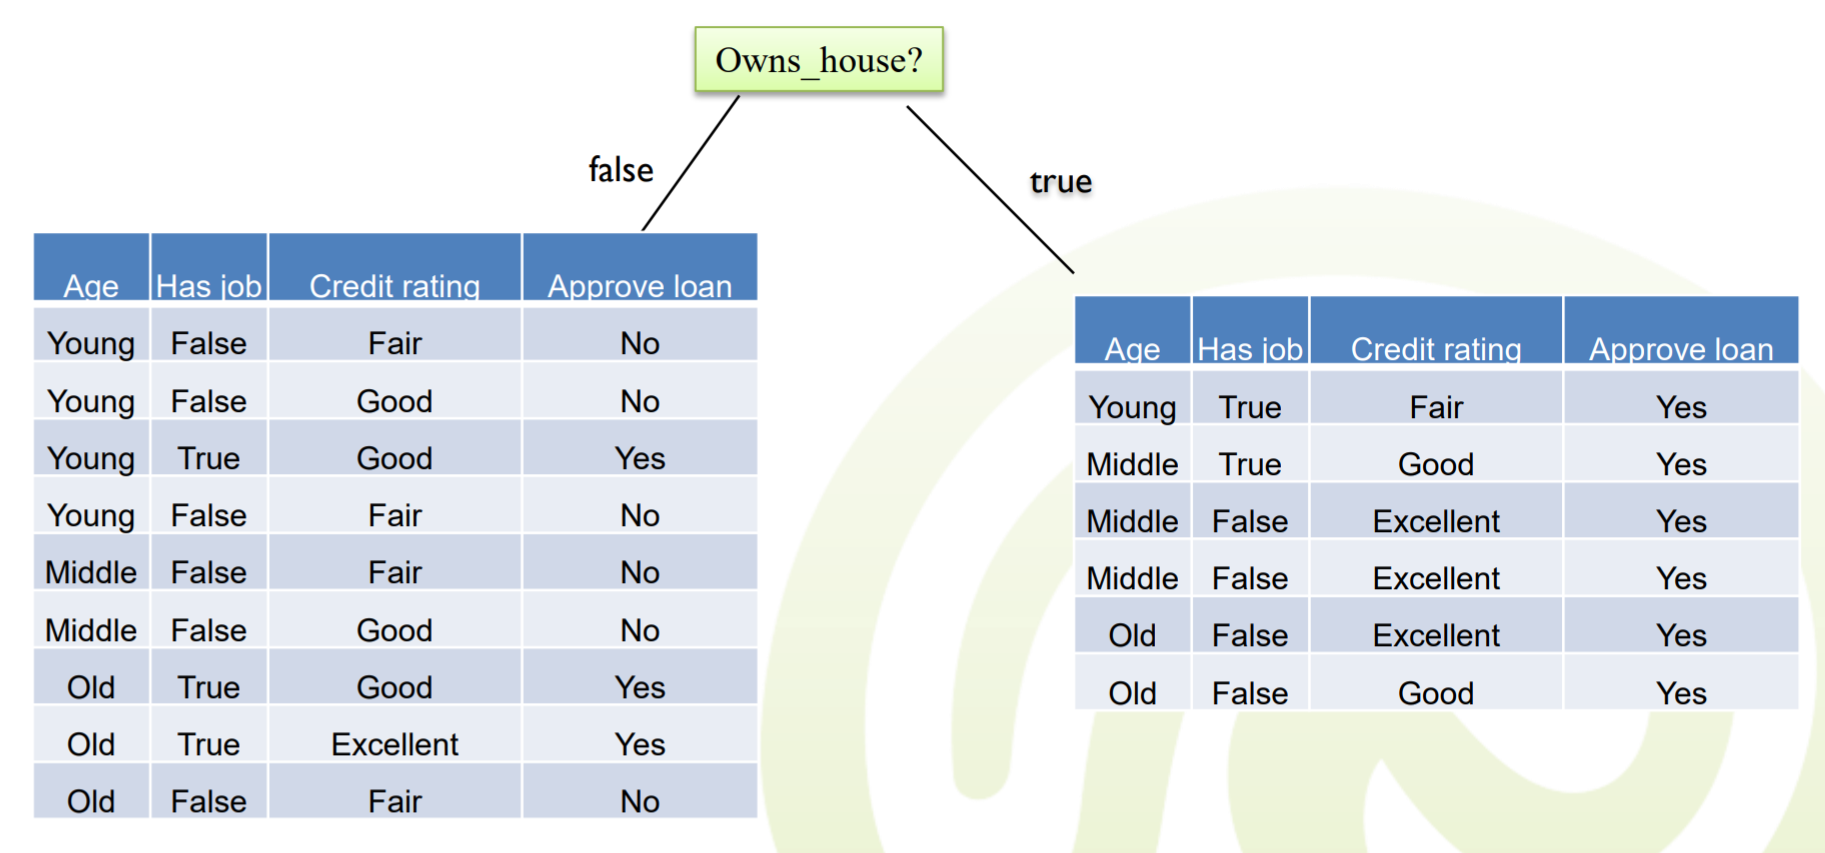 Owns_house?
false
true
Age Has job Credit rating Approve loan
Young False Fair No
Young False Good No
Young True Good Yes
Young False Fair No
Middle False Fair No
Middle False Good No
Old True Good Yes
Old True Excellent Yes
Old False Fair No
Age Has job Credit rating Approve loan
Young True Fair Yes
Middle True Good Yes
Middle False Excellent Yes
Middle False Excellent Yes
Old False Excellent Yes
Old False Good Yes